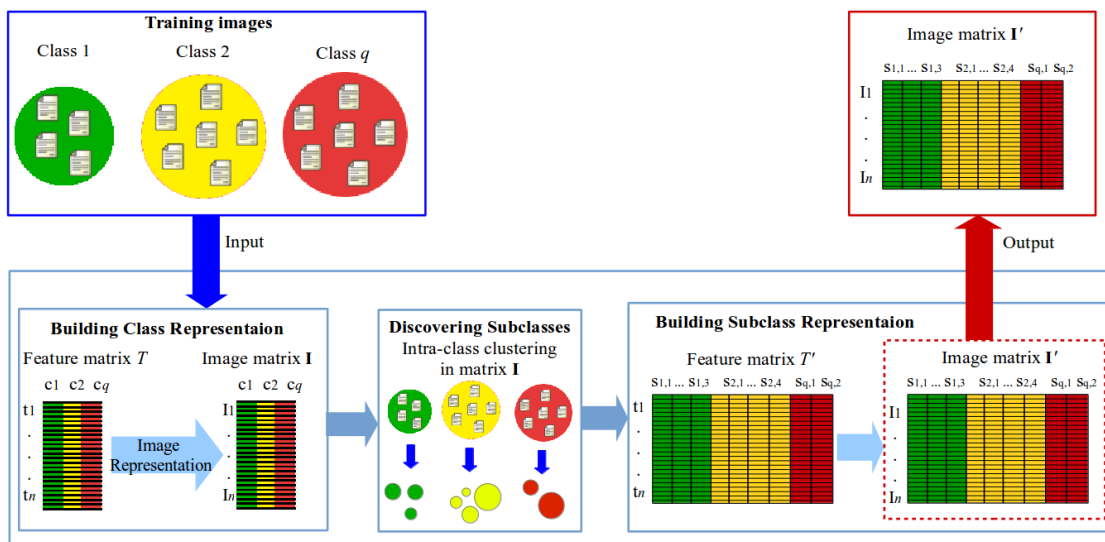 Training images
Class 1
Class 2
Class q
Input
Image matrix I′
S1,1 ... S1,3 S2,1 ... S2,4 Sq,1 Sq,2
I1
.
.
.
In
Output
Building Class Representaion
Feature matrix T
c1 c2 cq
t1
.
.
.
tn
Image
Representation
Image matrix I
c1 c2 cq
I1
.
.
.
In
Discovering Subclasses
Intra-class clustering
in matrix I
Building Subclass Representaion
Feature matrix T′
S1,1 ... S1,3 S2,1 ... S2,4 Sq,1 Sq,2
t1
.
.
.
tn
Image matrix I′
S1,1 ... S1,3 S2,1 ... S2,4 Sq,1 Sq,2
I1
.
.
.
In